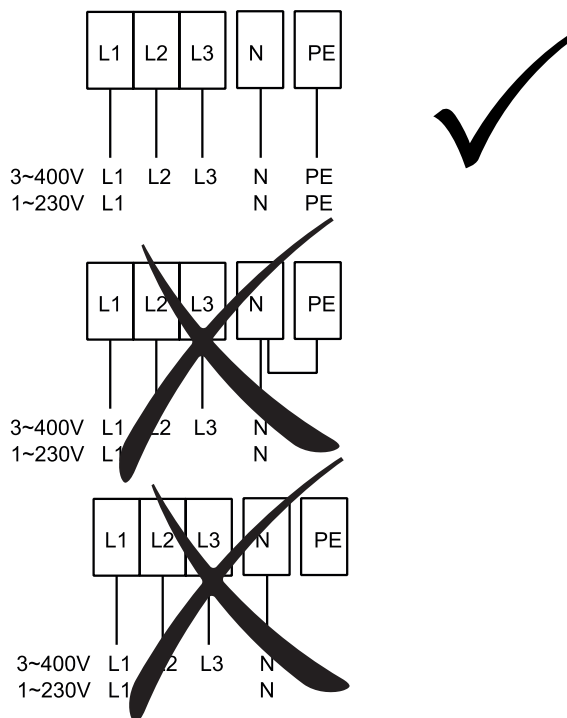 L1 L2 L3 N PE
3~400V L1 L2 L3 N PE
1~230V L1 N PE
L1 L2 L3 N PE
3~400V L1 L2 L3 N
1~230V L1 N
L1 L2 L3 N PE
3~400V L1 L2 L3 N
1~230V L1 N